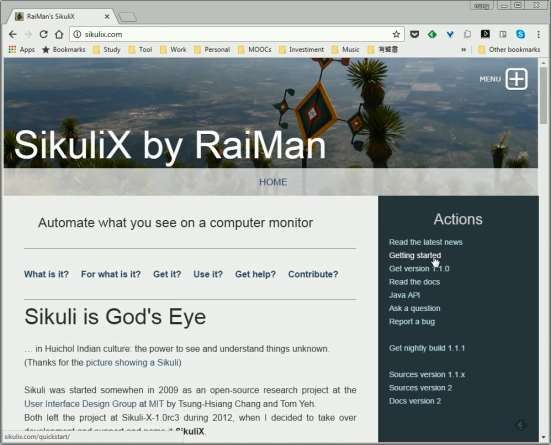 RaiMan's SikuliX
sikulix.com
Apps
Bookmarks
Study
Tool
Work
Personal
MOOCs
Investment
Music
Other bookmarks
MENU
SikuliX by RaiMan
HOME
Automate what you see on a computer monitor
What is it? For what is it? Get it? Use it? Get help? Contribute?
Sikuli is God's Eye
… in Huichol Indian culture: the power to see and understand things unknown.
(Thanks for the picture showing a Sikuli)
Sikuli was started somewhen in 2009 as an open-source research project at the
User Interface Design Group at MIT by Tsung-Hsiang Chang and Tom Yeh.
Both left the project at Sikuli-X-1.0rc3 during 2012, when I decided to take over
development and support and name it SikuliX.
Actions
Read the latest news
Getting started
Get version 1.1.0
Read the docs
Java API
Ask a question
Report a bug
Get nightly build 1.1.1
Sources version 1.1.x
Sources version 2
Docs version 2
sikulix.com/quickstart/